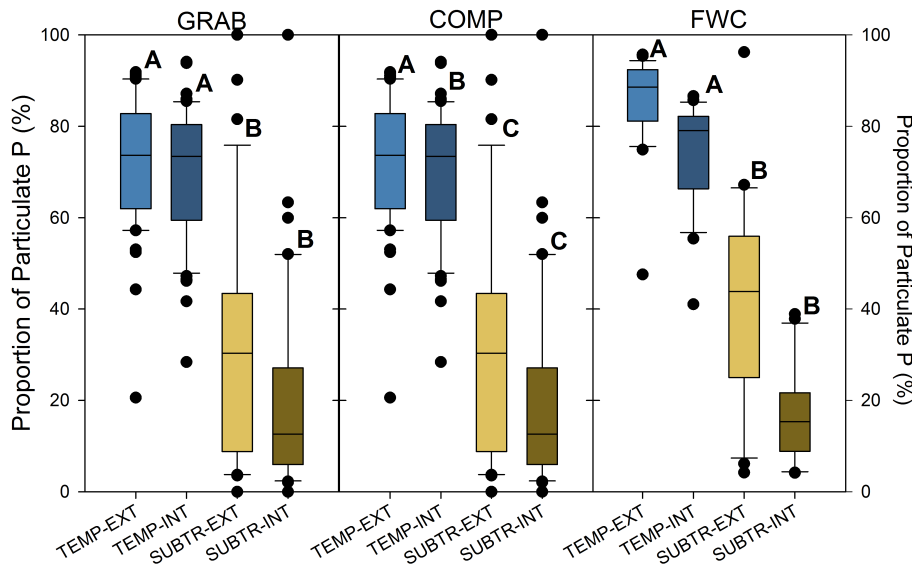 GRAB COMP FWC
Proportion of Particulate P (%)
100
80
60
40
20
0
A A B B
A B C C
A A B B
100
80
60
40
20
0
Proportion of Particulate P (%)
TEMP-EXT TEMP-INT SUBTR-EXT SUBTR-INT
TEMP-EXT TEMP-INT SUBTR-EXT SUBTR-INT
TEMP-EXT TEMP-INT SUBTR-EXT SUBTR-INT